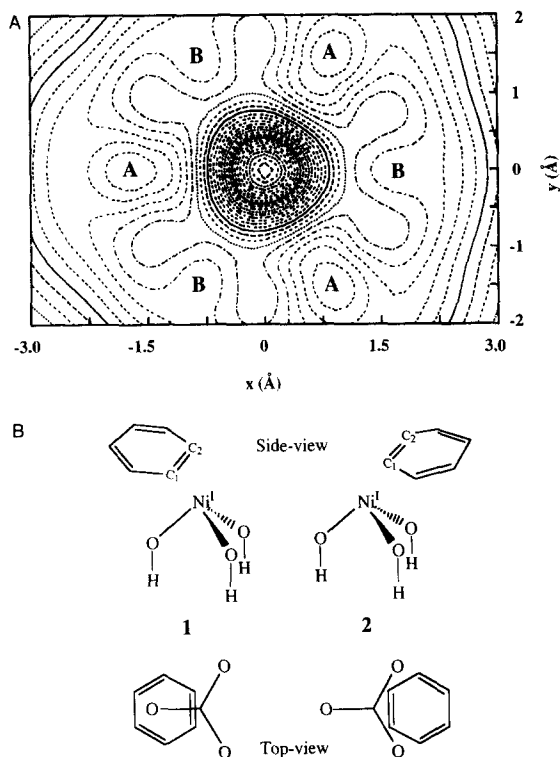 A
B
A
A
B
B
A
2
1
0
-1
-2
y (Å)
-3.0 -1.5 0 1.5 3.0
x (Å)
B
Side-view
C2
C1
C2
C1
NiI
NiI
O
O
O
O
O
O
H
H
H
H
H
H
1 2
O
O
O
O
O
O
Top-view